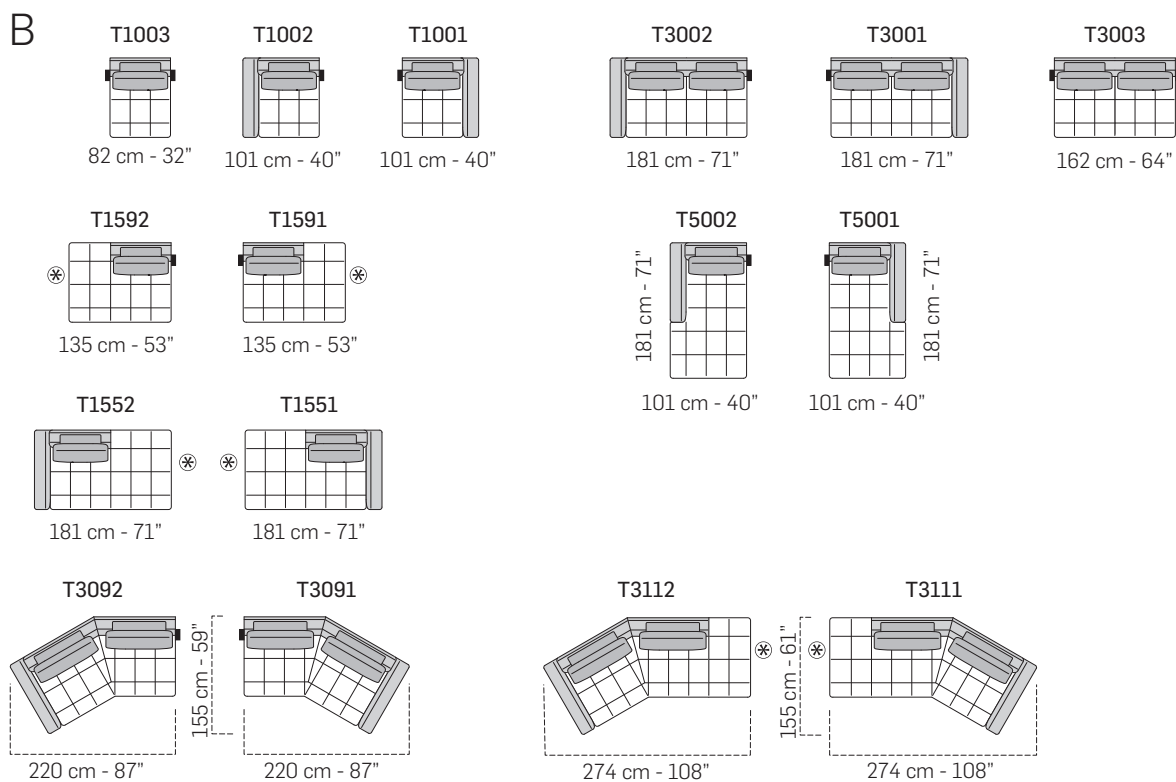 B
T1003 T1002 T1001 T3002 T3001 T3003
82 cm - 32” 101 cm - 40” 101 cm - 40” 181 cm - 71” 181 cm - 71” 162 cm - 64”
T1592 T1591 T5002 T5001
135 cm - 53” 135 cm - 53” 181 cm - 71” 181 cm - 71”
101 cm - 40” 101 cm - 40”
T1552 T1551
181 cm - 71” 181 cm - 71”
T3092 T3091 T3112 T3111
155 cm - 59” 155 cm - 61”
220 cm - 87” 220 cm - 87” 274 cm - 108” 274 cm - 108”